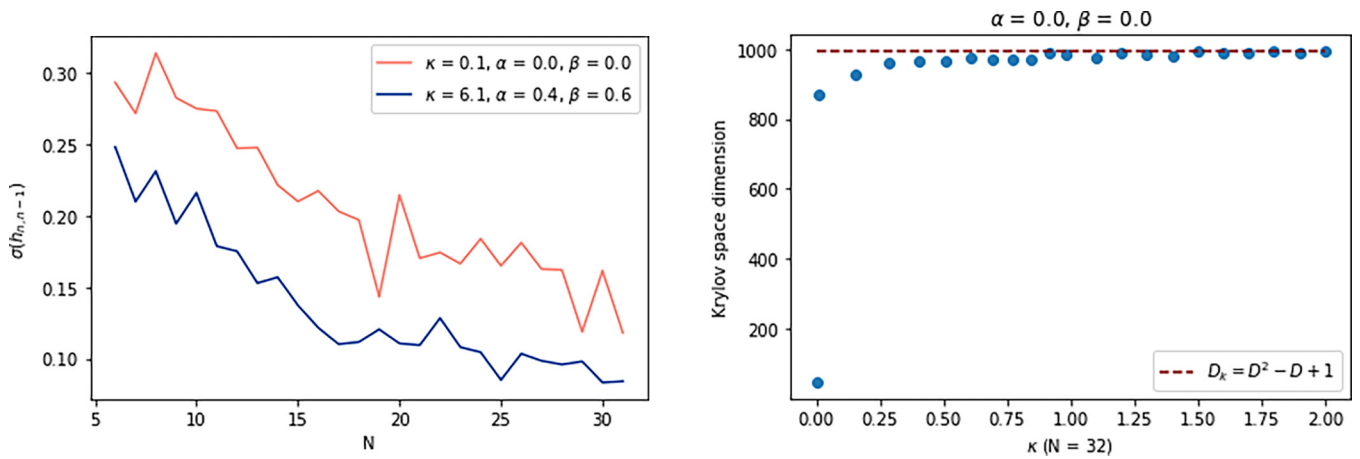 0.30
0.25
0.20
0.15
0.10
σ(hₙ,ₙ₋₁)
κ = 0.1, α = 0.0, β = 0.0
κ = 6.1, α = 0.4, β = 0.6
5 10 15 20 25 30
N
α = 0.0, β = 0.0
1000
800
600
400
200
Krylov space dimension
D_k = D² − D + 1
0.00 0.25 0.50 0.75 1.00 1.25 1.50 1.75 2.00
κ (N = 32)